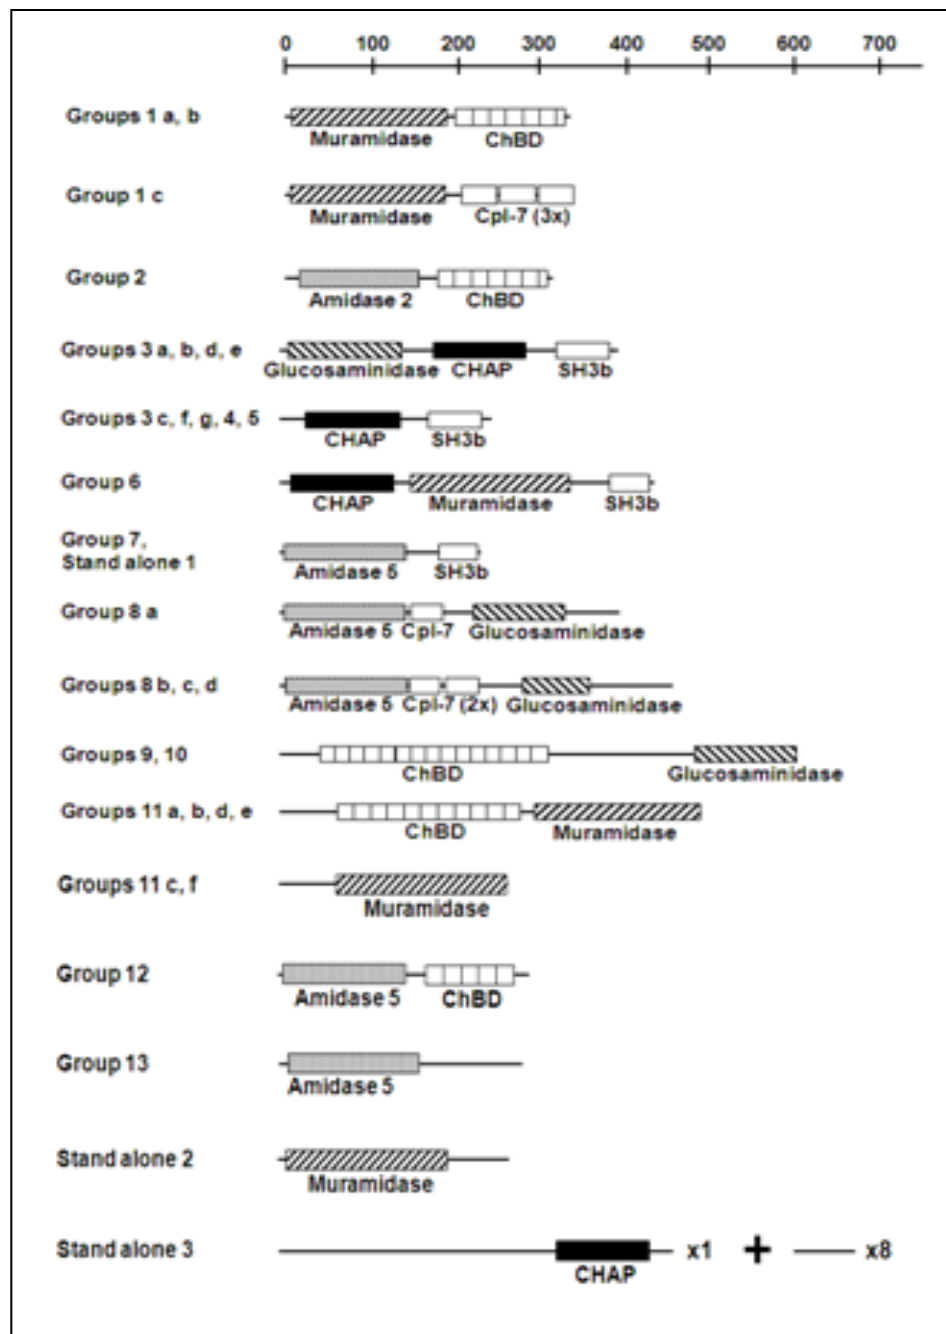 0 100 200 300 400 500 600 700
Groups 1 a, b
Muramidase ChBD
Group 1 c
Muramidase Cpl-7 (3x)
Group 2
Amidase 2 ChBD
Groups 3 a, b, d, e
Glucosaminidase CHAP SH3b
Groups 3 c, f, g, 4, 5
CHAP SH3b
Group 6
CHAP Muramidase SH3b
Group 7,
Stand alone 1
Amidase 5 SH3b
Group 8 a
Amidase 5 Cpl-7 Glucosaminidase
Groups 8 b, c, d
Amidase 5 Cpl-7 (2x) Glucosaminidase
Groups 9, 10
ChBD Glucosaminidase
Groups 11 a, b, d, e
ChBD Muramidase
Groups 11 c, f
Muramidase
Group 12
Amidase 5 ChBD
Group 13
Amidase 5
Stand alone 2
Muramidase
Stand alone 3 x1 + x8
CHAP